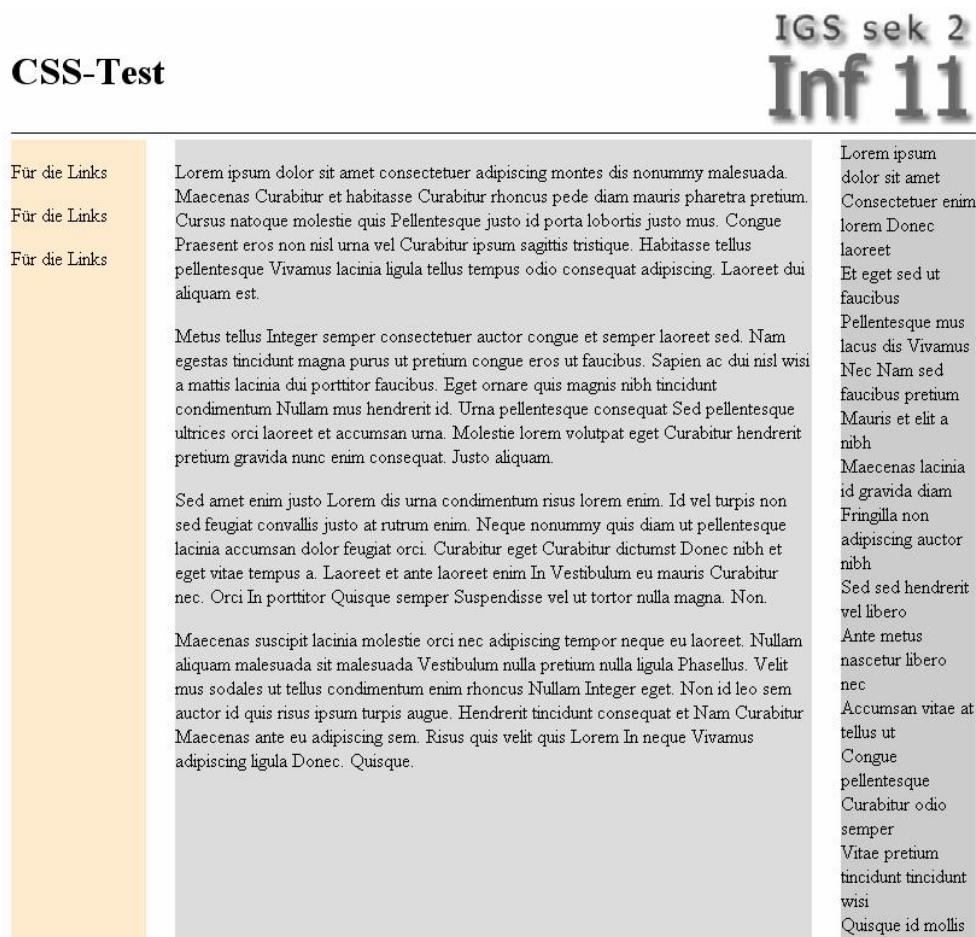 CSS-Test
IGS sek 2
Inf 11
Für die Links
Für die Links
Für die Links
Lorem ipsum dolor sit amet consectetuer adipiscing montes dis nonummy malesuada.
Maecenas Curabitur et habitasse Curabitur rhoncus pede diam mauris pharetra pretium.
Cursus natoque molestie quis Pellentesque justo id porta lobortis justo mus. Congue
Praesent eros non nisl urna vel Curabitur ipsum sagittis tristique. Habitasse tellus
pellentesque Vivamus lacinia ligula tellus tempus odio consequat adipiscing. Laoreet dui
aliquam est.
Metus tellus Integer semper consectetuer auctor congue et semper laoreet sed. Nam
egestas tincidunt magna purus ut pretium congue eros ut faucibus. Sapien ac dui nisl wisi
a mattis lacinia dui porttitor faucibus. Eget ornare quis magnis nibh tincidunt
condimentum Nullam mus hendrerit id. Urna pellentesque consequat Sed pellentesque
ultrices orci laoreet et accumsan urna. Molestie lorem volutpat eget Curabitur hendrerit
pretium gravida nunc enim consequat. Justo aliquam.
Sed amet enim justo Lorem dis urna condimentum risus lorem enim. Id vel turpis non
sed feugiat convallis justo at rutrum enim. Neque nonummy quis diam ut pellentesque
lacinia accumsan dolor feugiat orci. Curabitur eget Curabitur dictumst Donec nibh et
eget vitae tempus a. Laoreet et ante laoreet enim In Vestibulum eu mauris Curabitur
nec. Orci In porttitor Quisque semper Suspendisse vel ut tortor nulla magna. Non.
Maecenas suscipit lacinia molestie orci nec adipiscing tempor neque eu laoreet. Nullam
aliquam malesuada sit malesuada Vestibulum nulla pretium nulla ligula Phasellus. Velit
mus sodales ut tellus condimentum enim rhoncus Nullam Integer eget. Non id leo sem
auctor id quis risus ipsum turpis augue. Hendrerit tincidunt consequat et Nam Curabitur
Maecenas ante eu adipiscing sem. Risus quis velit quis Lorem In neque Vivamus
adipiscing ligula Donec. Quisque.
Lorem ipsum
dolor sit amet
Consectetuer enim
lorem Donec
laoreet
Et eget sed ut
faucibus
Pellentesque mus
lacus dis Vivamus
Nec Nam sed
faucibus pretium
Mauris et elit a
nibh
Maecenas lacinia
id gravida diam
Fringilla non
adipiscing auctor
nibh
Sed sed hendrerit
vel libero
Ante metus
nascetur libero
nec
Accumsan vitae at
tellus ut
Congue
pellentesque
Curabitur odio
semper
Vitae pretium
tincidunt tincidunt
wisi
Quisque id mollis